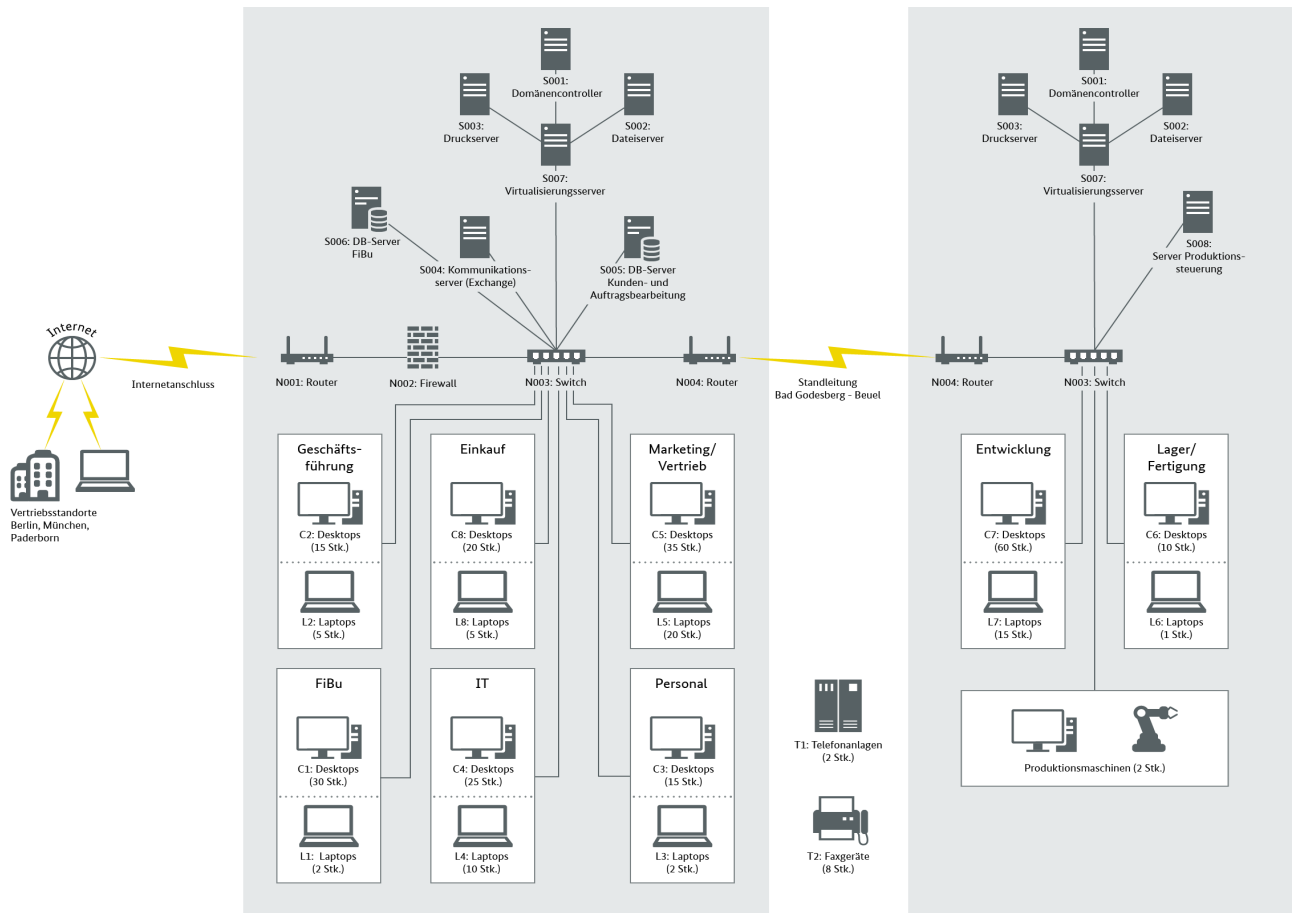 S001:
Domänencontroller
S003:
Druckserver
S002:
Dateiserver
S007:
Virtualisierungsserver
S006: DB-Server
FiBu
S004: Kommunikations-
server (Exchange)
S005: DB-Server
Kunden- und
Auftragsbearbeitung
S001:
Domänencontroller
S003:
Druckserver
S002:
Dateiserver
S007:
Virtualisierungsserver
S008:
Server Produktions-
steuerung
Internet
Internetanschluss
N001: Router
N002: Firewall
N003: Switch
N004: Router
Standleitung
Bad Godesberg - Beuel
N004: Router
N003: Switch
Vertriebsstandorte
Berlin, München,
Paderborn
Geschäfts-
führung
C2: Desktops
(15 Stk.)
L2: Laptops
(5 Stk.)
Einkauf
C8: Desktops
(20 Stk.)
L8: Laptops
(5 Stk.)
Marketing/
Vertrieb
C5: Desktops
(35 Stk.)
L5: Laptops
(20 Stk.)
Entwicklung
C7: Desktops
(60 Stk.)
L7: Laptops
(15 Stk.)
Lager/
Fertigung
C6: Desktops
(10 Stk.)
L6: Laptops
(1 Stk.)
FiBu
C1: Desktops
(30 Stk.)
L1: Laptops
(2 Stk.)
IT
C4: Desktops
(25 Stk.)
L4: Laptops
(10 Stk.)
Personal
C3: Desktops
(15 Stk.)
L3: Laptops
(2 Stk.)
T1: Telefonanlagen
(2 Stk.)
T2: Faxgeräte
(8 Stk.)
Produktionsmaschinen (2 Stk.)